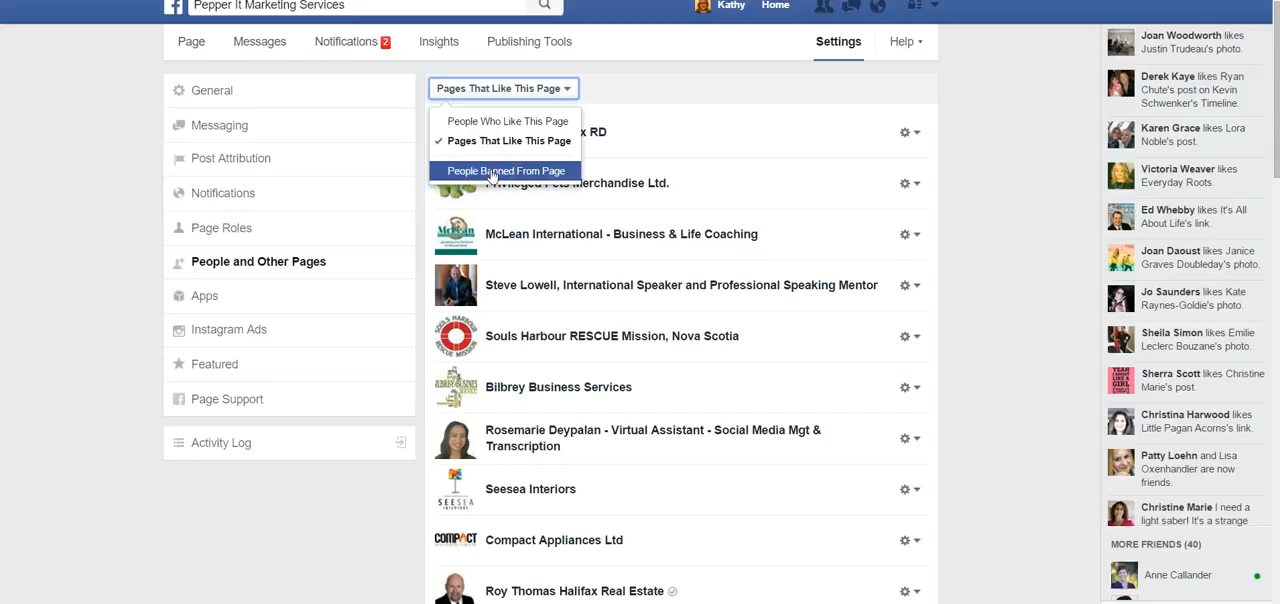 Pepper It Marketing Services
Kathy Home
Page Messages Notifications 2 Insights Publishing Tools Settings Help
General
Messaging
Post Attribution
Notifications
Page Roles
People and Other Pages
Apps
Instagram Ads
Featured
Page Support
Activity Log
Pages That Like This Page
People Who Like This Page
Pages That Like This Page
People Banned From Page
x RD
Privileged Pets Merchandise Ltd.
McLean International - Business & Life Coaching
Steve Lowell, International Speaker and Professional Speaking Mentor
Souls Harbour RESCUE Mission, Nova Scotia
Bilbrey Business Services
Rosemarie Deypalan - Virtual Assistant - Social Media Mgt &
Transcription
Seesea Interiors
SEESEA
COMPACT
Compact Appliances Ltd
Roy Thomas Halifax Real Estate
Joan Woodworth likes
Justin Trudeau's photo.
Derek Kaye likes Ryan
Chute's post on Kevin
Schwenker's Timeline.
Karen Grace likes Lora
Noble's post.
Victoria Weaver likes
Everyday Roots.
Ed Whebby likes It's All
About Life's link.
Joan Daoust likes Janice
Graves Doubleday's photo.
Jo Saunders likes Kate
Raynes-Goldie's photo.
Sheila Simon likes Emilie
Leclerc Bouzane's photo.
Sherra Scott likes Christine
Marie's post.
Christina Harwood likes
Little Pagan Acorns's link.
Patty Loehn and Lisa
Oxenhandler are now
friends.
Christine Marie I need a
light saber! It's a strange
MORE FRIENDS (40)
Anne Callander